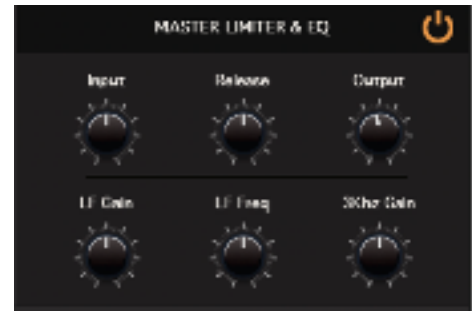 MASTER LIMITER & EQ
Input Release Output
LF Gain LF Freq 3Khz Gain